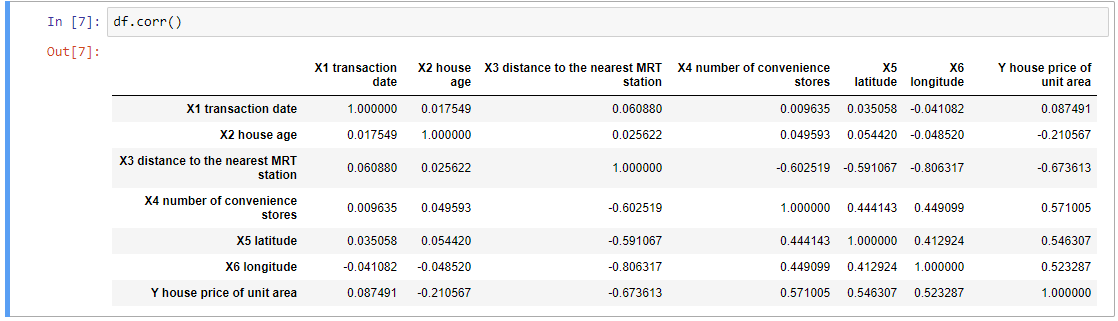 In [7]: df.corr()
Out[7]:
X1 transaction date X2 house age X3 distance to the nearest MRT station X4 number of convenience stores X5 latitude X6 longitude Y house price of unit area
X1 transaction date 1.000000 0.017549 0.060880 0.009635 0.035058 -0.041082 0.087491
X2 house age 0.017549 1.000000 0.025622 0.049593 0.054420 -0.048520 -0.210567
X3 distance to the nearest MRT station 0.060880 0.025622 1.000000 -0.602519 -0.591067 -0.806317 -0.673613
X4 number of convenience stores 0.009635 0.049593 -0.602519 1.000000 0.444143 0.449099 0.571005
X5 latitude 0.035058 0.054420 -0.591067 0.444143 1.000000 0.412924 0.546307
X6 longitude -0.041082 -0.048520 -0.806317 0.449099 0.412924 1.000000 0.523287
Y house price of unit area 0.087491 -0.210567 -0.673613 0.571005 0.546307 0.523287 1.000000